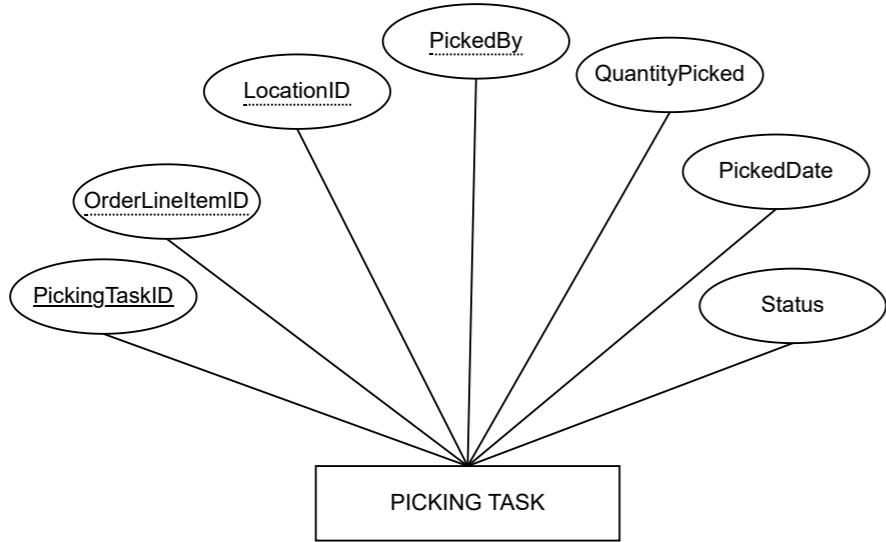 PickedBy
QuantityPicked
LocationID
PickedDate
OrderLineItemID
PickingTaskID
Status
PICKING TASK